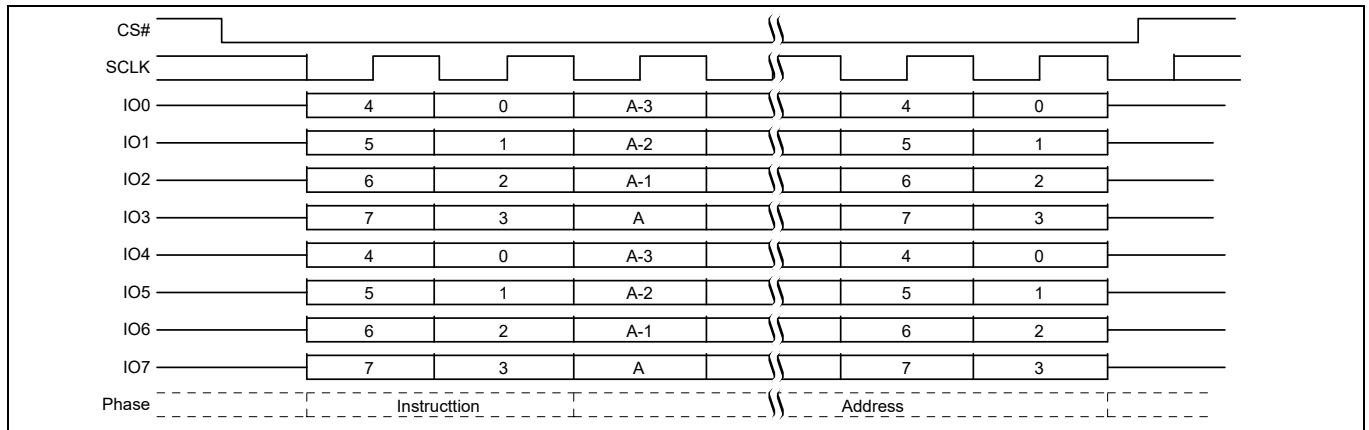 CS#
SCLK
IO0 4 0 A-3 4 0
IO1 5 1 A-2 5 1
IO2 6 2 A-1 6 2
IO3 7 3 A 7 3
IO4 4 0 A-3 4 0
IO5 5 1 A-2 5 1
IO6 6 2 A-1 6 2
IO7 7 3 A 7 3
Phase Instructtion Address